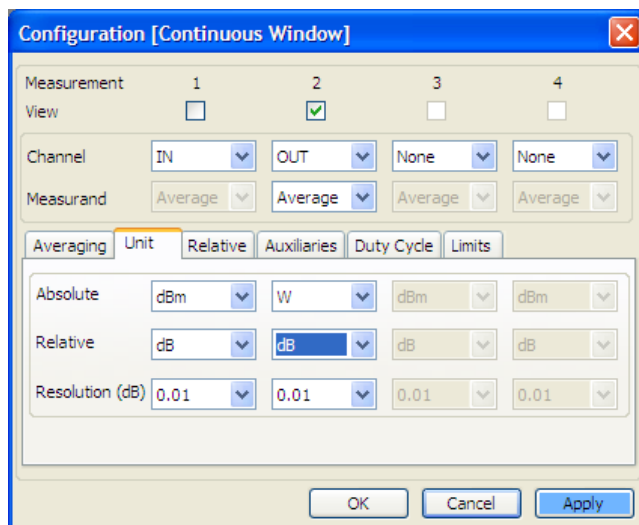 Configuration [Continuous Window]
Measurement 1 2 3 4
View
Channel IN OUT None None
Measurand Average Average Average Average
Averaging Unit Relative Auxiliaries Duty Cycle Limits
Absolute dBm W dBm dBm
Relative dB dB dB dB
Resolution (dB) 0.01 0.01 0.01 0.01
OK Cancel Apply